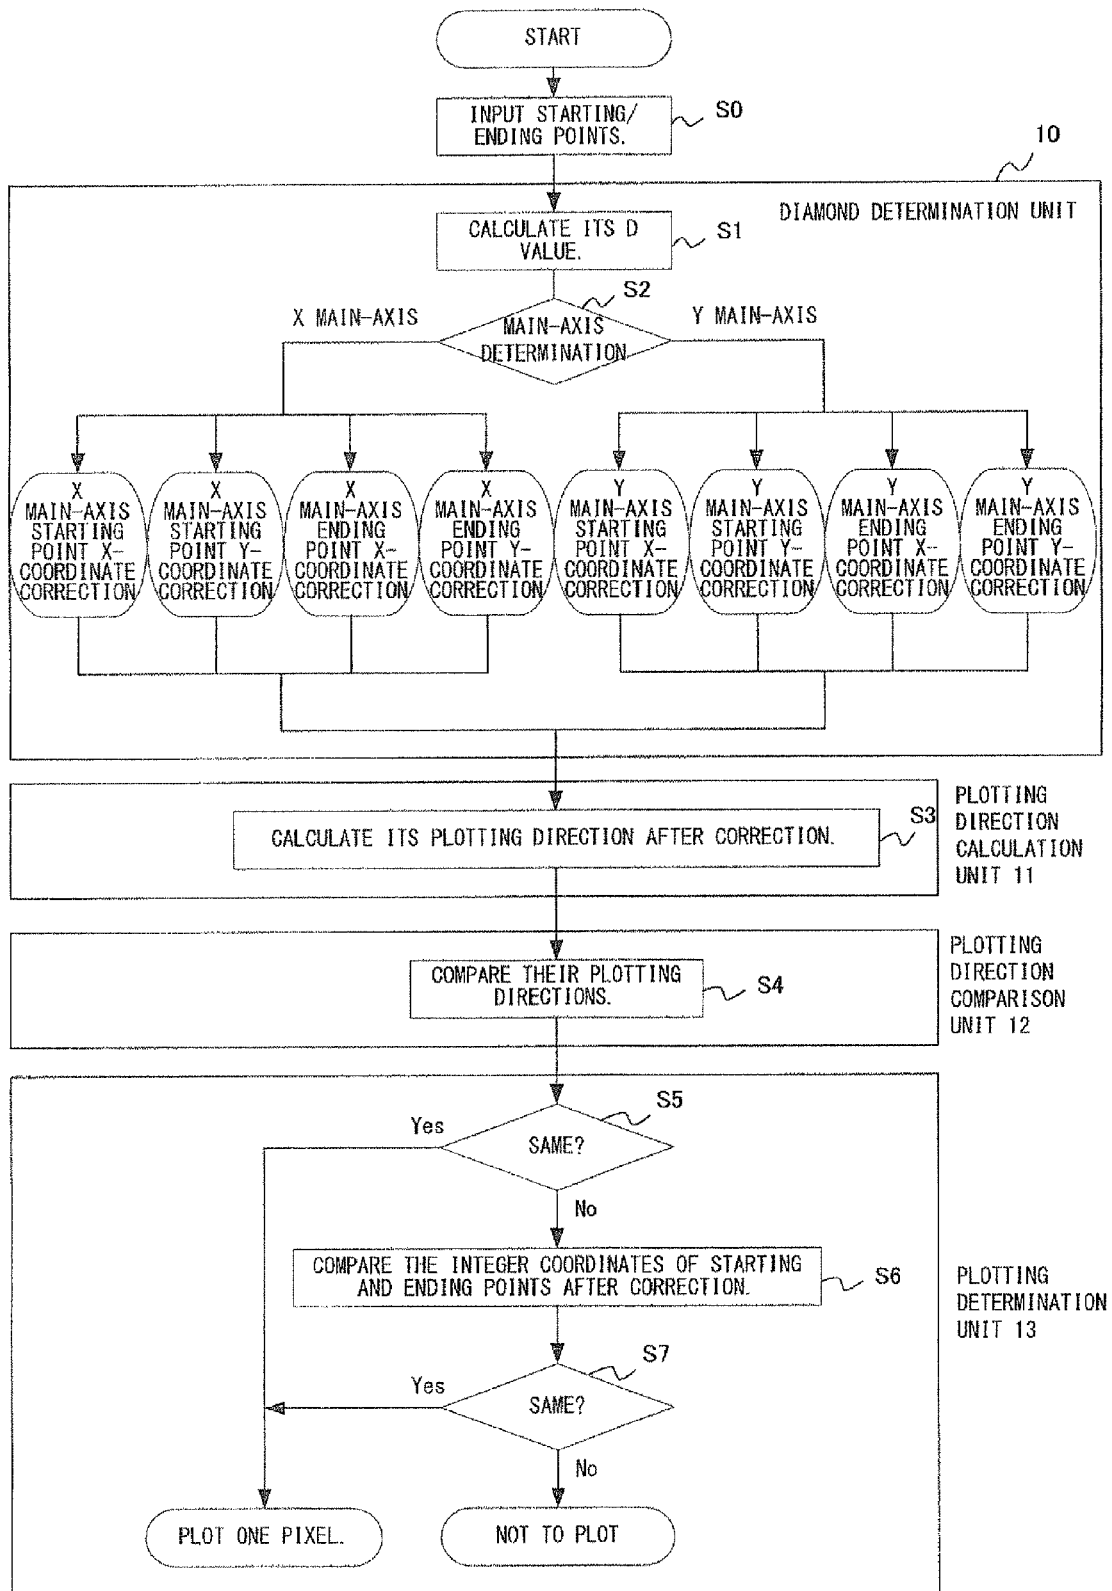 START
INPUT STARTING/
ENDING POINTS.
S0
10
DIAMOND DETERMINATION UNIT
CALCULATE ITS D
VALUE.
S1
S2
X MAIN-AXIS
MAIN-AXIS
DETERMINATION
Y MAIN-AXIS
X
MAIN-AXIS
STARTING
POINT X-
COORDINATE
CORRECTION
X
MAIN-AXIS
STARTING
POINT Y-
COORDINATE
CORRECTION
X
MAIN-AXIS
ENDING
POINT X-
COORDINATE
CORRECTION
X
MAIN-AXIS
ENDING
POINT Y-
COORDINATE
CORRECTION
Y
MAIN-AXIS
STARTING
POINT X-
COORDINATE
CORRECTION
Y
MAIN-AXIS
STARTING
POINT Y-
COORDINATE
CORRECTION
Y
MAIN-AXIS
ENDING
POINT X-
COORDINATE
CORRECTION
Y
MAIN-AXIS
ENDING
POINT Y-
COORDINATE
CORRECTION
CALCULATE ITS PLOTTING DIRECTION AFTER CORRECTION.
S3
PLOTTING
DIRECTION
CALCULATION
UNIT 11
COMPARE THEIR PLOTTING
DIRECTIONS.
S4
PLOTTING
DIRECTION
COMPARISON
UNIT 12
S5
Yes
SAME?
No
COMPARE THE INTEGER COORDINATES OF STARTING
AND ENDING POINTS AFTER CORRECTION.
S6
PLOTTING
DETERMINATION
UNIT 13
S7
Yes
SAME?
No
PLOT ONE PIXEL.
NOT TO PLOT